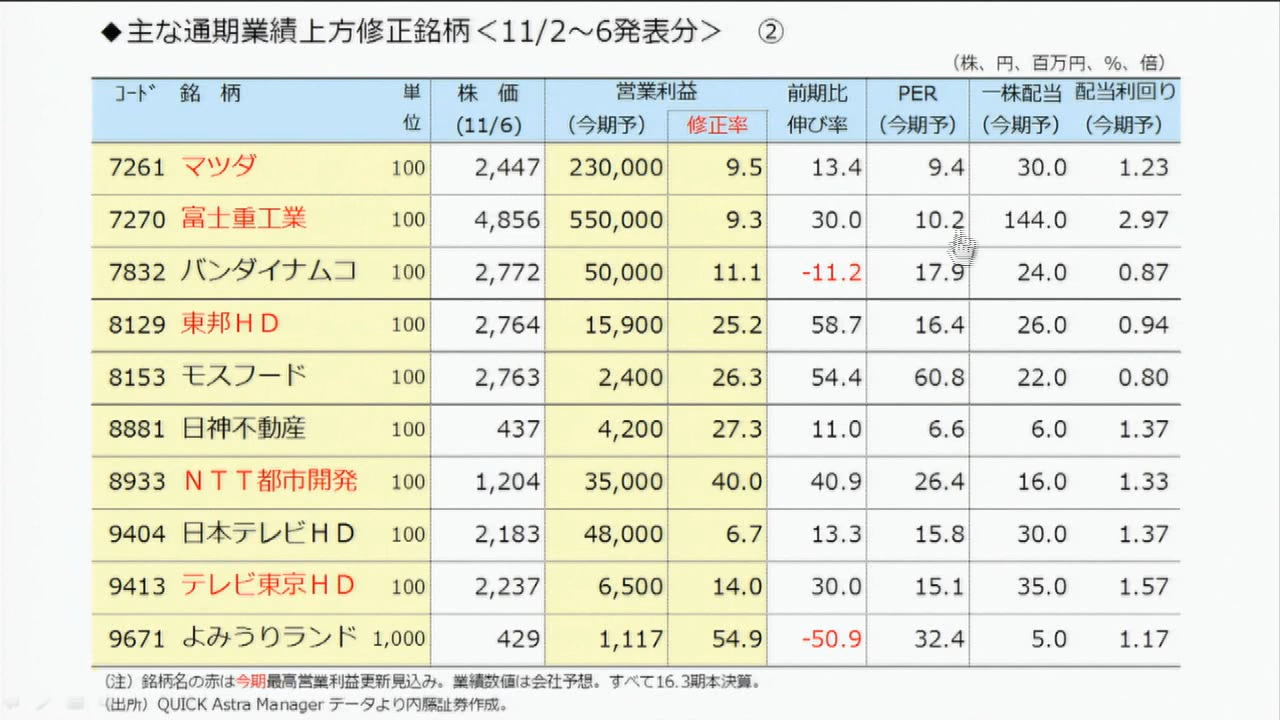 ◆主な通期業績上方修正銘柄＜11/2～6発表分＞ ②
（株、円、百万円、%、倍）
ｺｰﾄﾞ 銘 柄 単位 株 価 (11/6) 営業利益 (今期予) 修正率 前期比伸び率 PER (今期予) 一株配当 (今期予) 配当利回り (今期予)
7261 マツダ 100 2,447 230,000 9.5 13.4 9.4 30.0 1.23
7270 富士重工業 100 4,856 550,000 9.3 30.0 10.2 144.0 2.97
7832 バンダイナムコ 100 2,772 50,000 11.1 -11.2 17.9 24.0 0.87
8129 東邦ＨＤ 100 2,764 15,900 25.2 58.7 16.4 26.0 0.94
8153 モスフード 100 2,763 2,400 26.3 54.4 60.8 22.0 0.80
8881 日神不動産 100 437 4,200 27.3 11.0 6.6 6.0 1.37
8933 ＮＴＴ都市開発 100 1,204 35,000 40.0 40.9 26.4 16.0 1.33
9404 日本テレビＨＤ 100 2,183 48,000 6.7 13.3 15.8 30.0 1.37
9413 テレビ東京ＨＤ 100 2,237 6,500 14.0 30.0 15.1 35.0 1.57
9671 よみうりランド 1,000 429 1,117 54.9 -50.9 32.4 5.0 1.17
（注）銘柄名の赤は今期最高営業利益更新見込み。業績数値は会社予想。すべて16.3期本決算。
（出所）QUICK Astra Manager データより内藤証券作成。